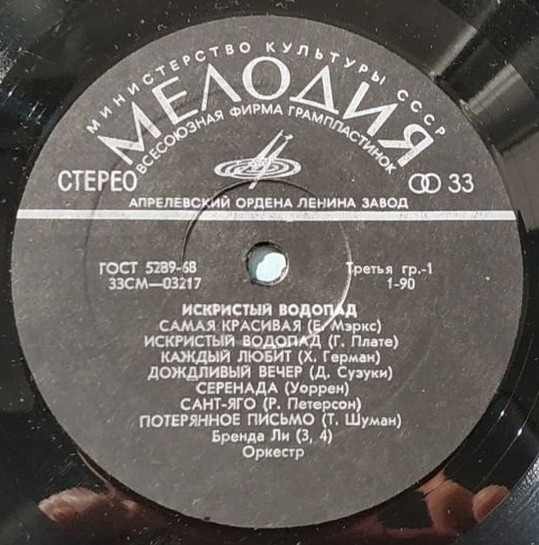 МИНИСТЕРСТВО КУЛЬТУРЫ СССР
МЕЛОДИЯ
ВСЕСОЮЗНАЯ ФИРМА ГРАМПЛАСТИНОК
СТЕРЕО 33
АПРЕЛЕВСКИЙ ОРДЕНА ЛЕНИНА ЗАВОД
ГОСТ 5289-68 Третья гр.-1
33СМ—03217 1-90
ИСКРИСТЫЙ ВОДОПАД
САМАЯ КРАСИВАЯ (Е. Мэркс)
ИСКРИСТЫЙ ВОДОПАД (Г. Плате)
КАЖДЫЙ ЛЮБИТ (Х. Герман)
ДОЖДЛИВЫЙ ВЕЧЕР (Д. Сузуки)
СЕРЕНАДА (Уоррен)
САНТ-ЯГО (Р. Петерсон)
ПОТЕРЯННОЕ ПИСЬМО (Т. Шуман)
Бренда Ли (3, 4)
Оркестр